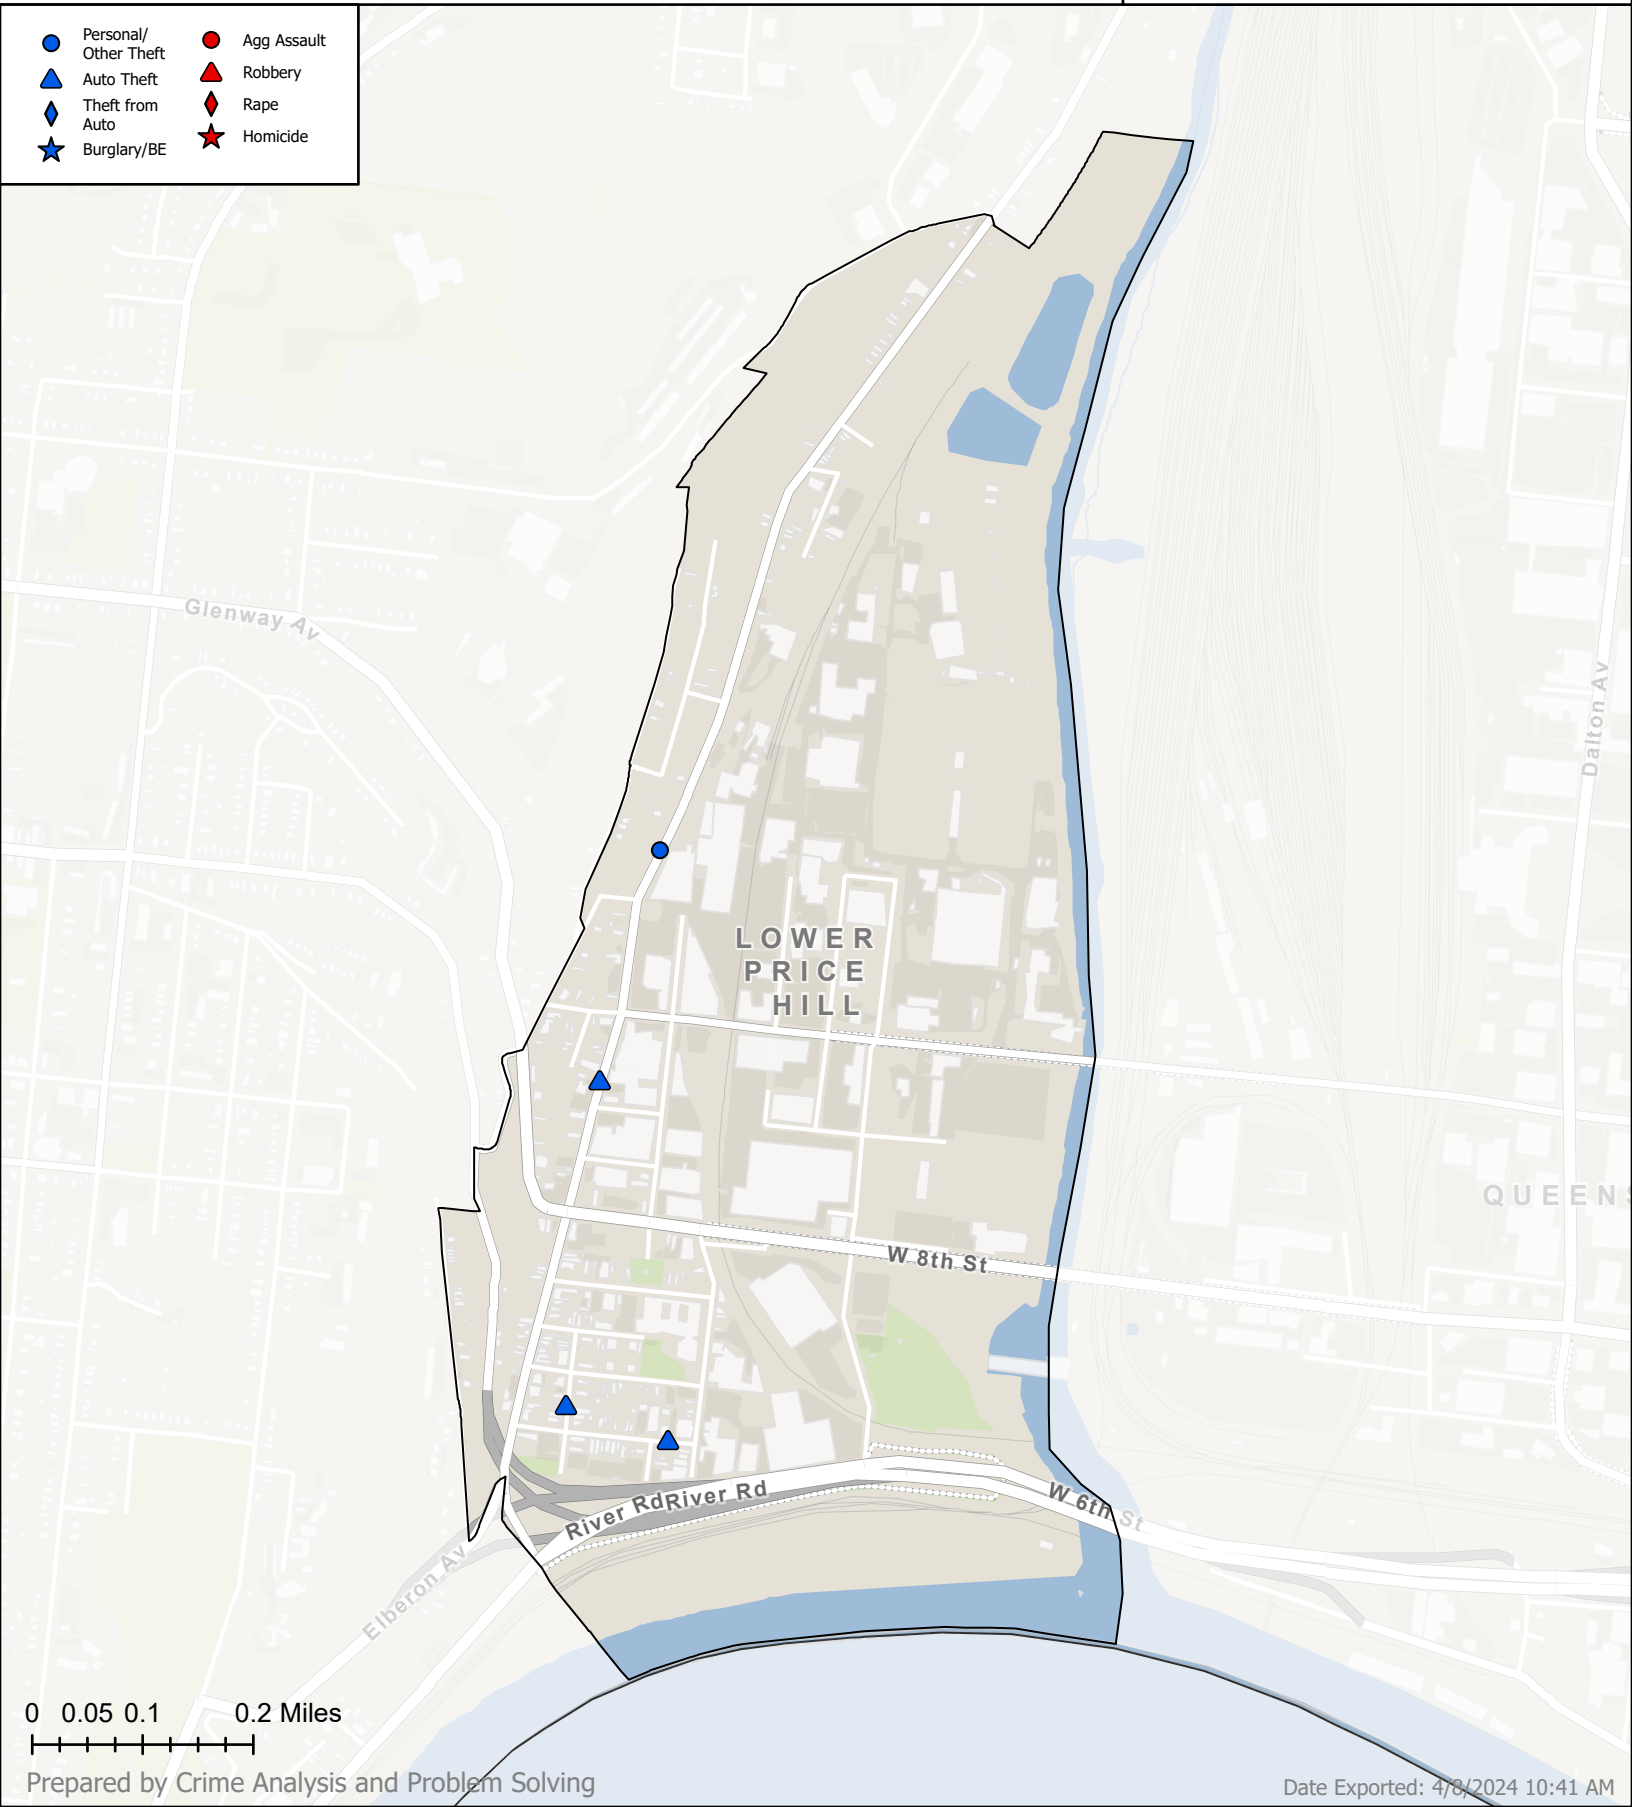 Personal/
Other Theft
Auto Theft
Theft from
Auto
Burglary/BE
Agg Assault
Robbery
Rape
Homicide
Glenway Av
Dalton Av
LOWER
PRICE
HILL
QUEENS
W 8th St
River Rd
River Rd
W 6th St
Elberon Av
0 0.05 0.1 0.2 Miles
Prepared by Crime Analysis and Problem Solving
Date Exported: 4/8/2024 10:41 AM